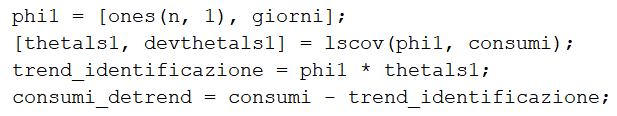 phi1 = [ones(n, 1), giorni];
[thetals1, devthetals1] = lscov(phi1, consumi);
trend_identificazione = phi1 * thetals1;
consumi_detrend = consumi - trend_identificazione;